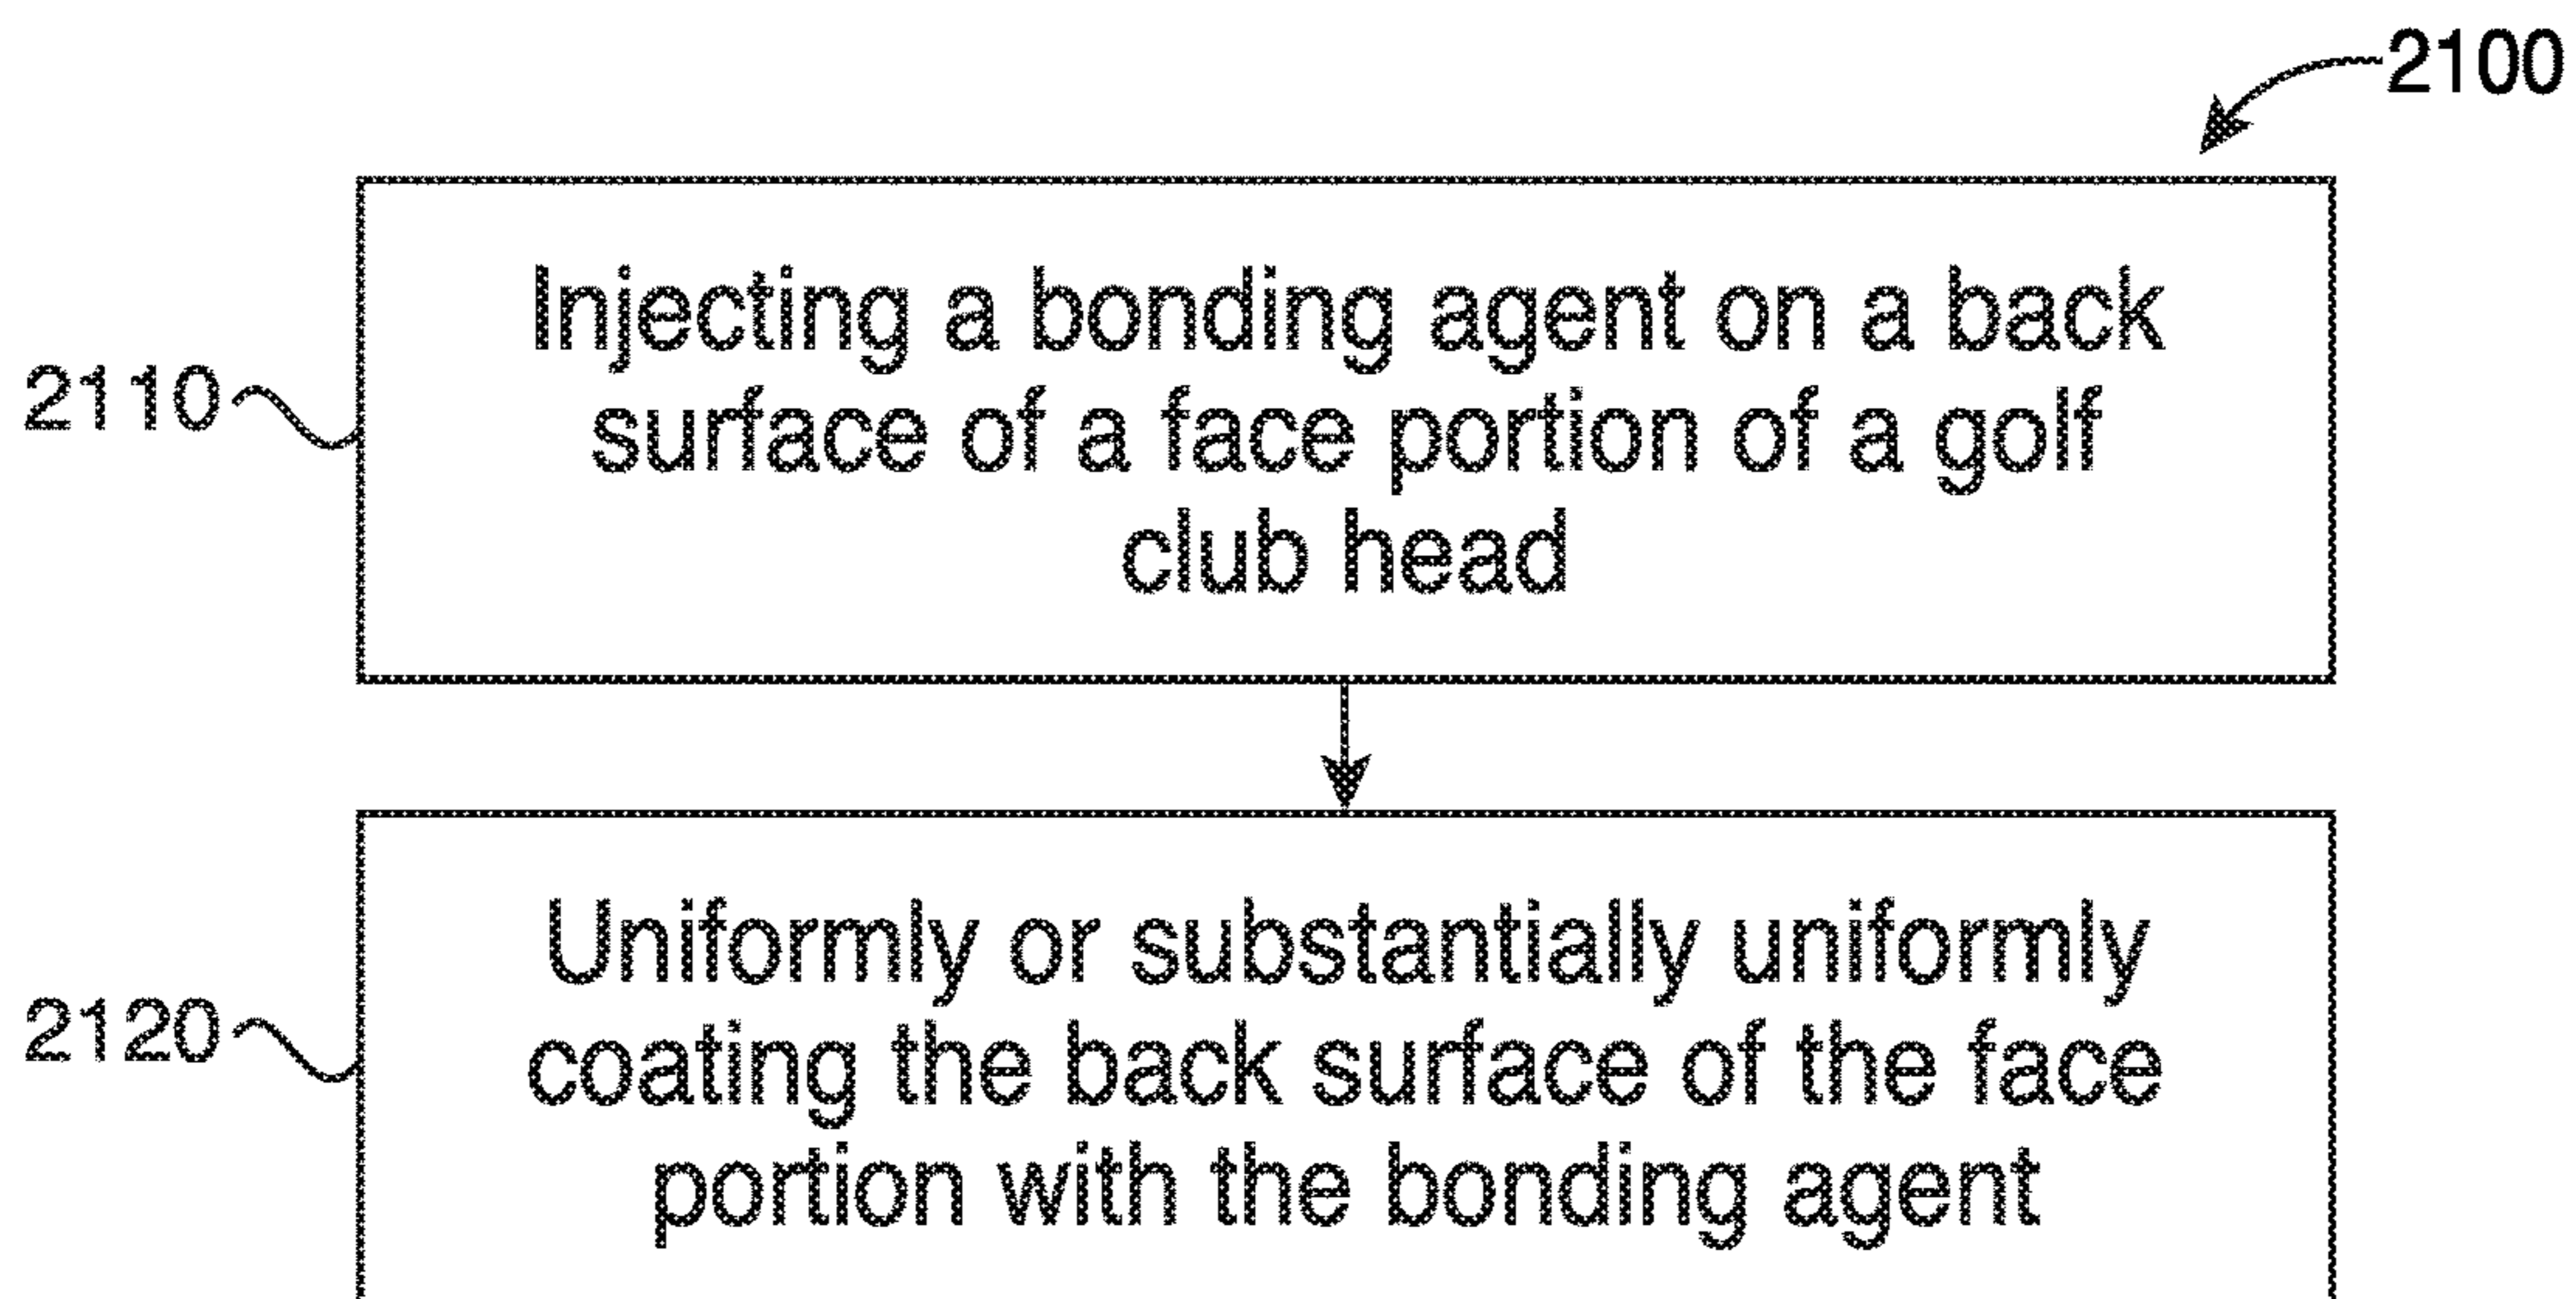 2100
Injecting a bonding agent on a back
surface of a face portion of a golf
club head
2110
Uniformly or substantially uniformly
coating the back surface of the face
portion with the bonding agent
2120